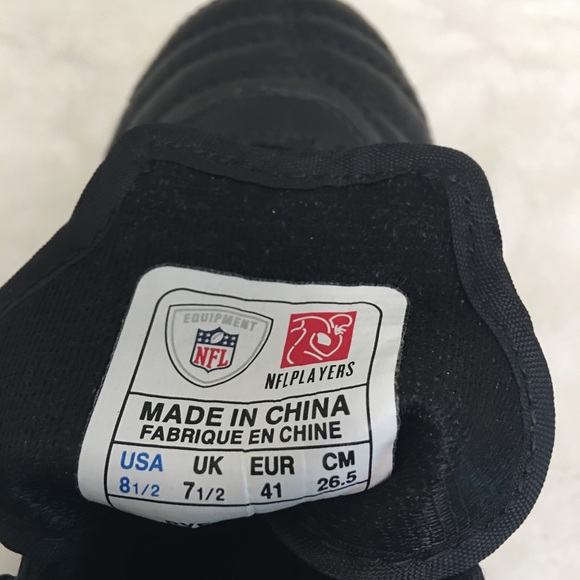 EQUIPMENT
NFL
NFLPLAYERS
MADE IN CHINA
FABRIQUE EN CHINE
USA UK EUR CM
8 1/2 7 1/2 41 26.5